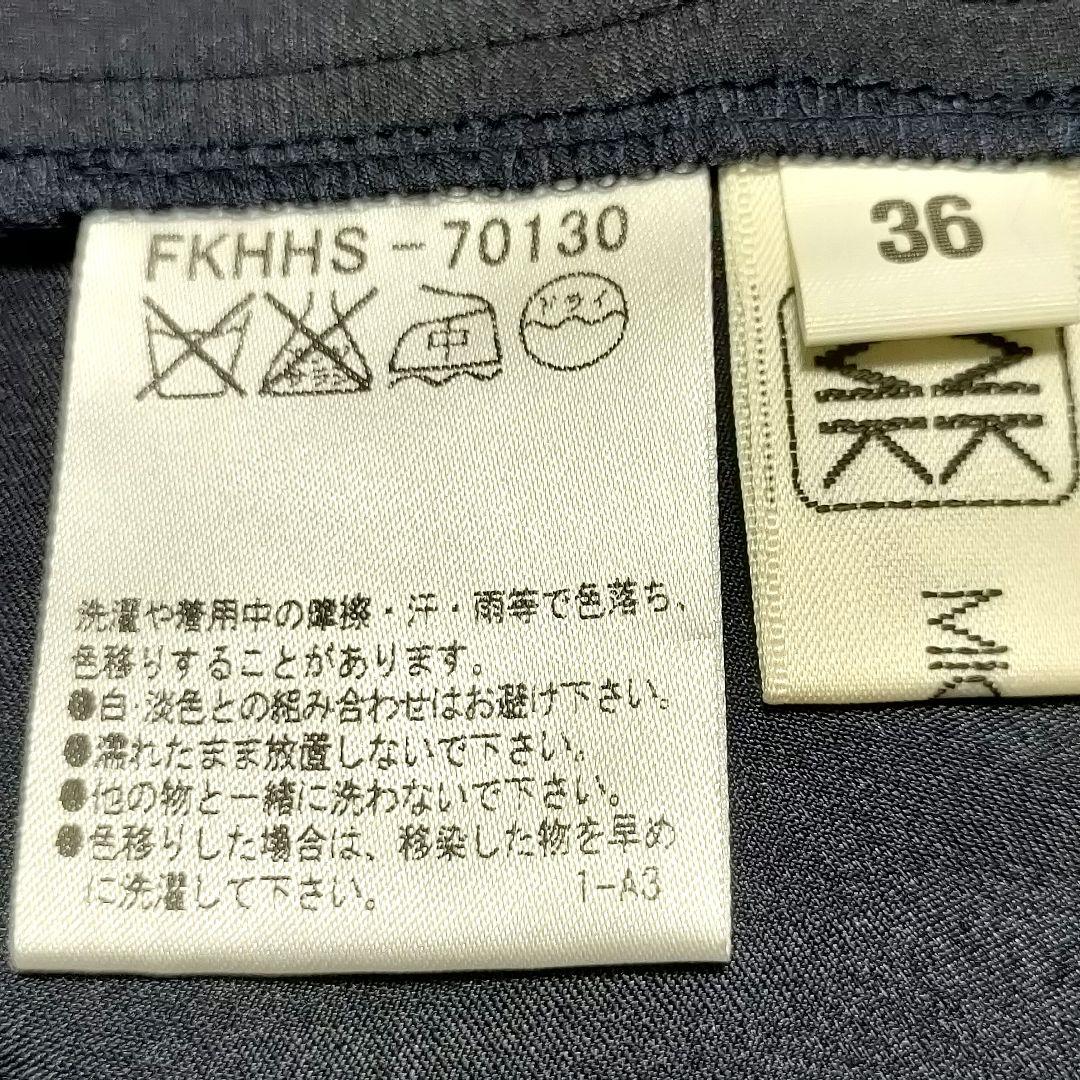 FKHHS-70130
中
ドライ
洗濯や着用中の摩擦・汗・雨等で色落ち、
色移りすることがあります。
●白・淡色との組み合わせはお避け下さい。
●濡れたまま放置しないで下さい。
●他の物と一緒に洗わないで下さい。
●色移りした場合は、移染した物を早め
に洗濯して下さい。
1-A3
36